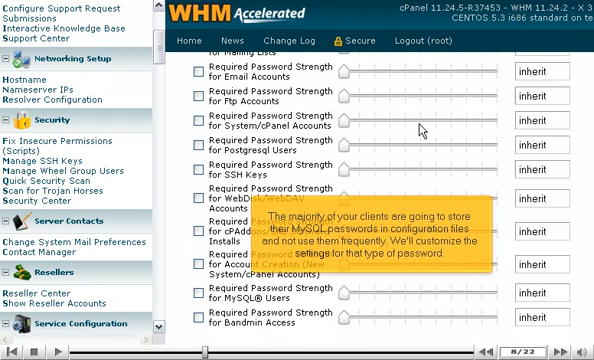 Configure Support Request
Submissions
Interactive Knowledge Base
Support Center
Networking Setup
Hostname
Nameserver IPs
Resolver Configuration
Security
Fix Insecure Permissions
(Scripts)
Manage SSH Keys
Manage Wheel Group Users
Quick Security Scan
Scan for Trojan Horses
Security Center
Server Contacts
Change System Mail Preferences
Contact Manager
Resellers
Reseller Center
Show Reseller Accounts
Service Configuration
WHM Accelerated
cPanel 11.24.5-R37453 - WHM 11.24.2 - X 3
CENTOS 5.3 i686 standard on te
Home News Change Log Secure Logout (root)
for Mailing Lists
Required Password Strength
for Email Accounts
inherit
Required Password Strength
for Ftp Accounts
inherit
Required Password Strength
for System/cPanel Accounts
inherit
Required Password Strength
for Postgresql Users
inherit
Required Password Strength
for SSH Keys
inherit
Required Password Strength
for WebDisk/WebDAV
Accounts
inherit
Required Password Strength
for cPAddons/
Installs
inherit
Required Password Strength
for Account Creation (New
System/cPanel Accounts)
inherit
Required Password Strength
for MySQL® Users
inherit
Required Password Strength
for Bandmin Access
inherit
The majority of your clients are going to store
their MySQL passwords in configuration files
and not use them frequently. We'll customize the
settings for that type of password.
8/22